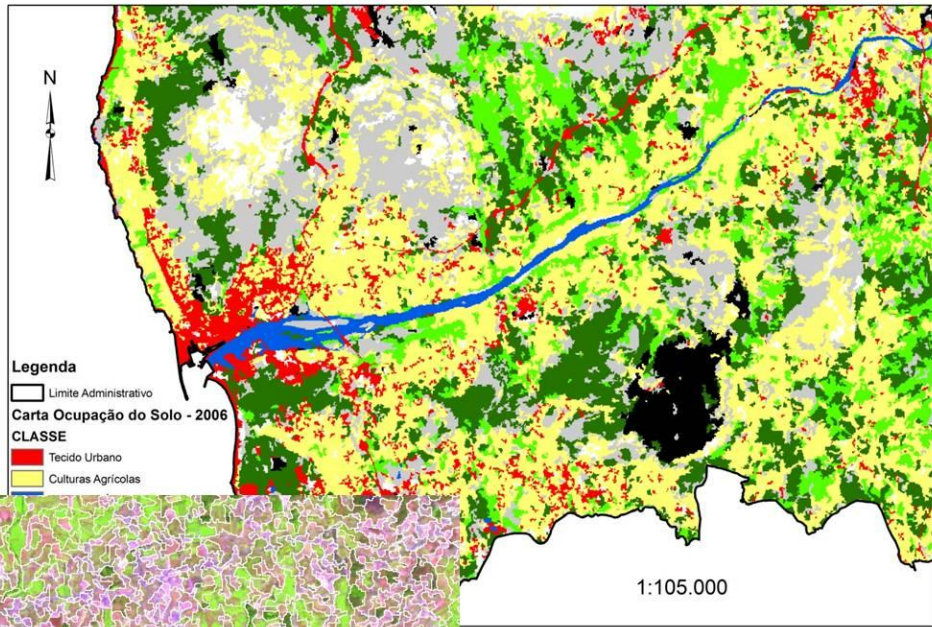 N
Legenda
Limite Administrativo
Carta Ocupação do Solo - 2006
CLASSE
Tecido Urbano
Culturas Agrícolas
1:105.000